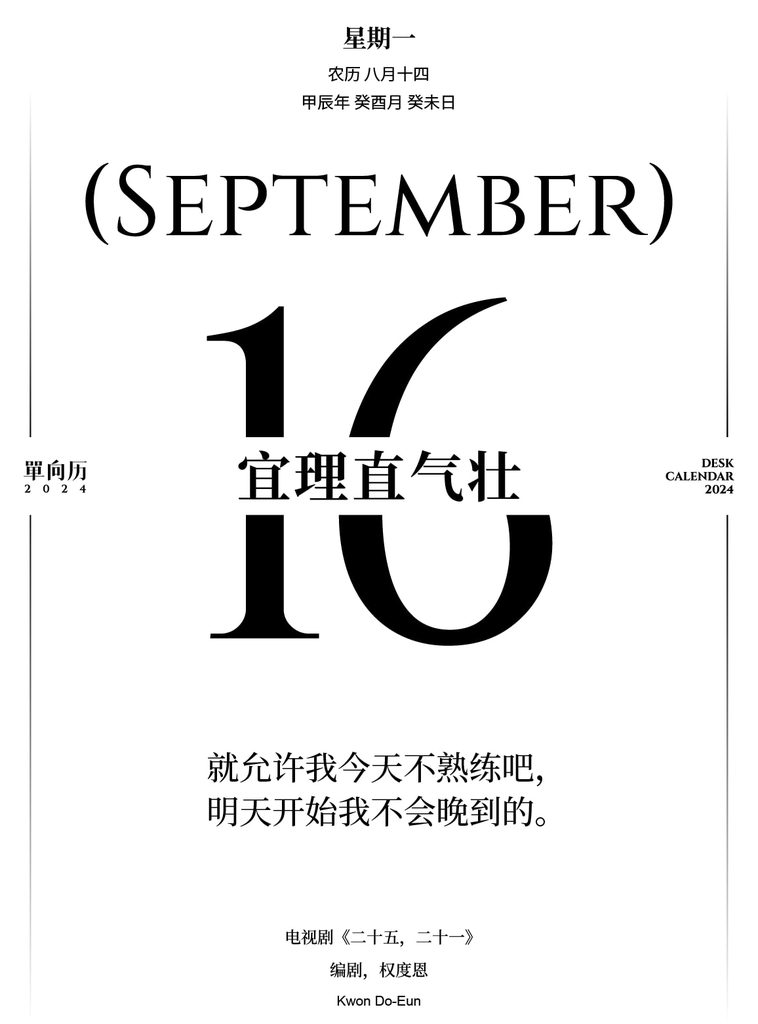 星期一
农历 八月十四
甲辰年 癸酉月 癸未日
(SEPTEMBER)
16
宜理直气壮
單向历
2024
DESK
CALENDAR
2024
就允许我今天不熟练吧，
明天开始我不会晚到的。
电视剧《二十五，二十一》
编剧，权度恩
Kwon Do-Eun